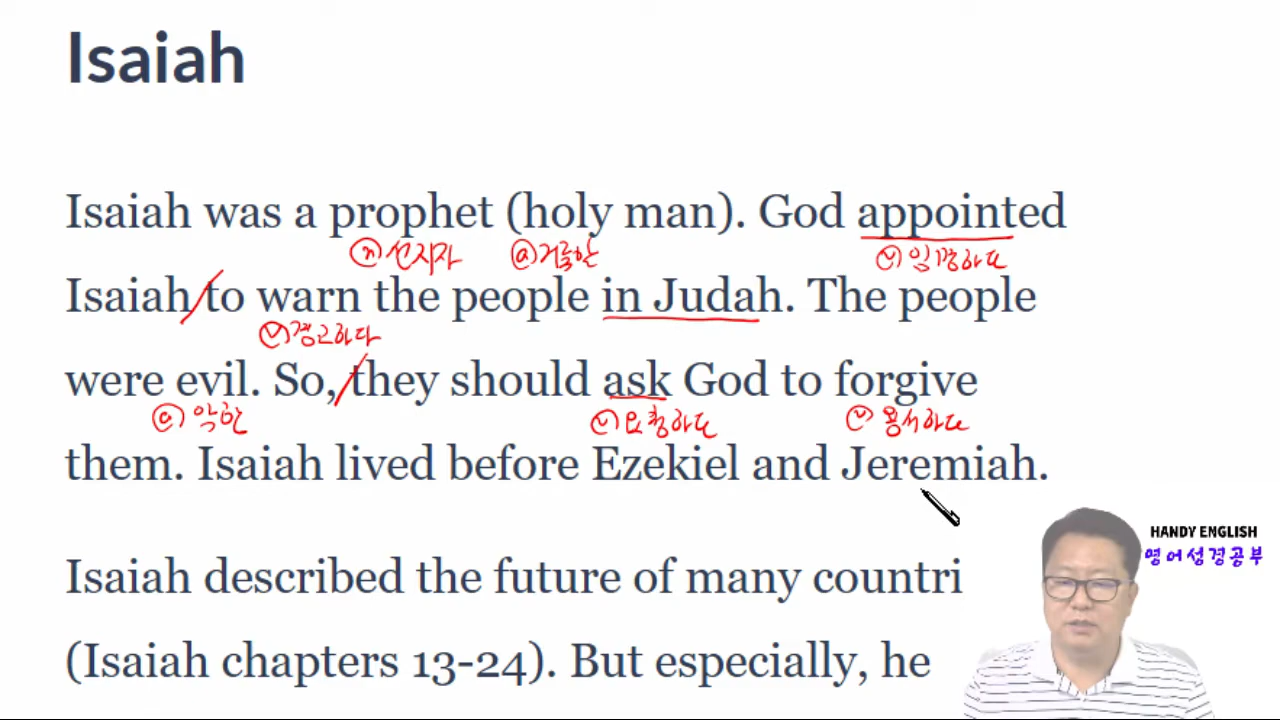 Isaiah
Isaiah was a prophet (holy man). God appointed
ⓝ선지자 ⓐ거룩한 ⓥ임명하다
Isaiah to warn the people in Judah. The people
ⓥ경고하다
were evil. So, they should ask God to forgive
ⓐ악한 ⓥ요청하다 ⓥ용서하다
them. Isaiah lived before Ezekiel and Jeremiah.
HANDY ENGLISH
영어성경공부
Isaiah described the future of many countri
(Isaiah chapters 13-24). But especially, he